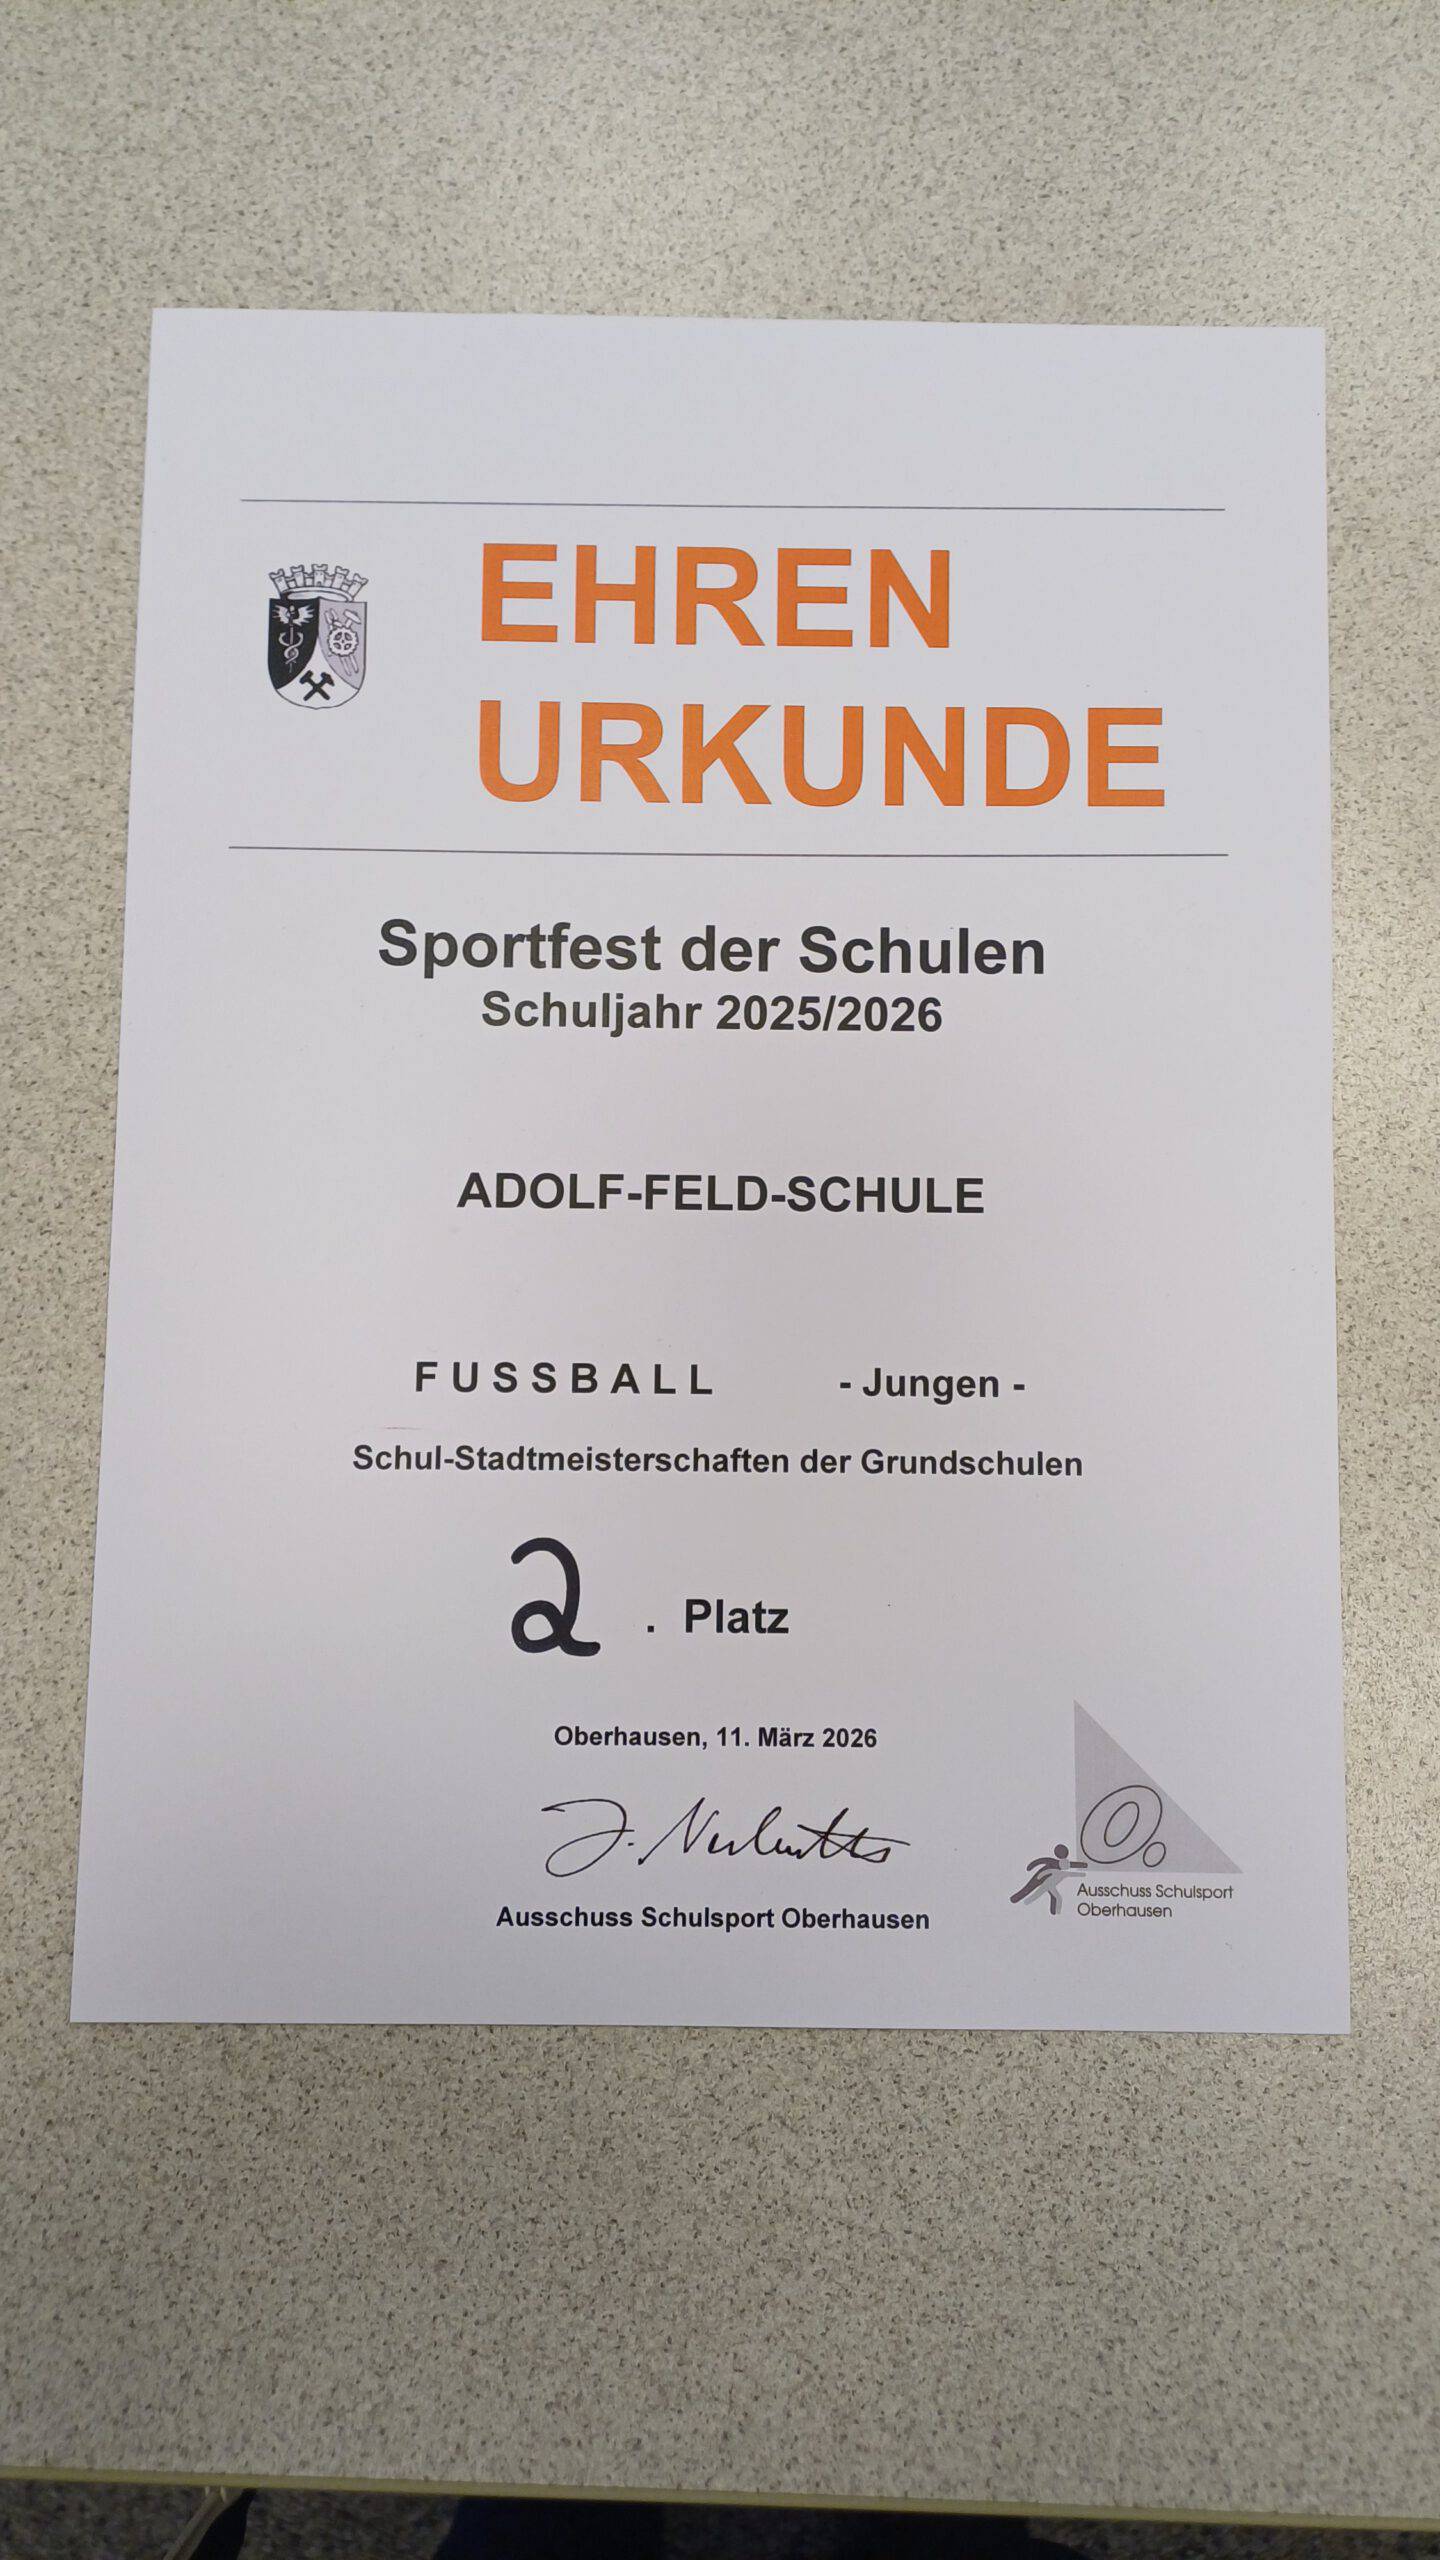 EHREN
URKUNDE
Sportfest der Schulen
Schuljahr 2025/2026
ADOLF-FELD-SCHULE
FUSSBALL - Jungen -
Schul-Stadtmeisterschaften der Grundschulen
2. Platz
Oberhausen, 11. März 2026
Ausschuss Schulsport Oberhausen
O.
Ausschuss Schulsport
Oberhausen